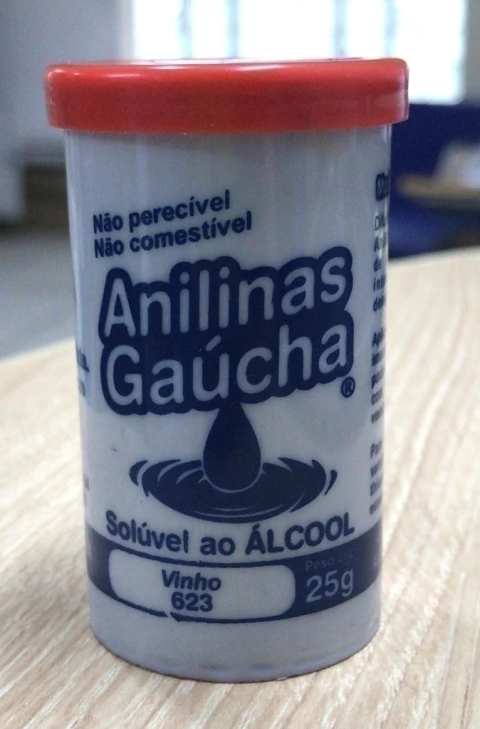 Não perecível
Não comestível
Anilinas
Gaúcha
®
Solúvel ao ÁLCOOL
Vinho
623
25g